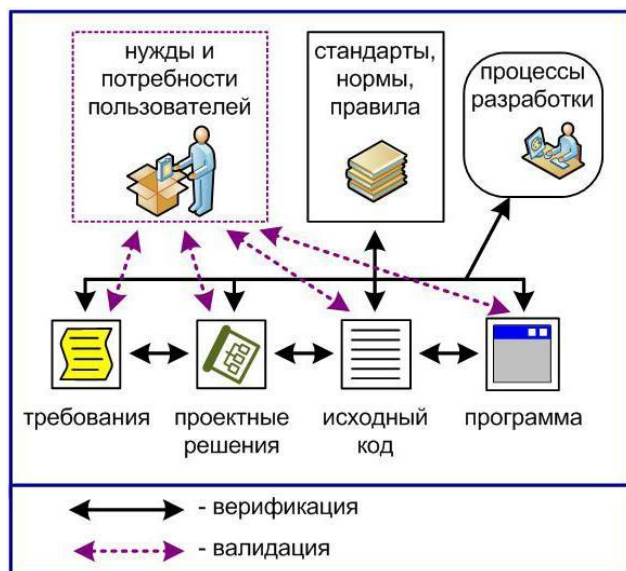 нужды и
потребности
пользователей
стандарты,
нормы,
правила
процессы
разработки
требования
проектные
решения
исходный
код
программа
- верификация
- валидация